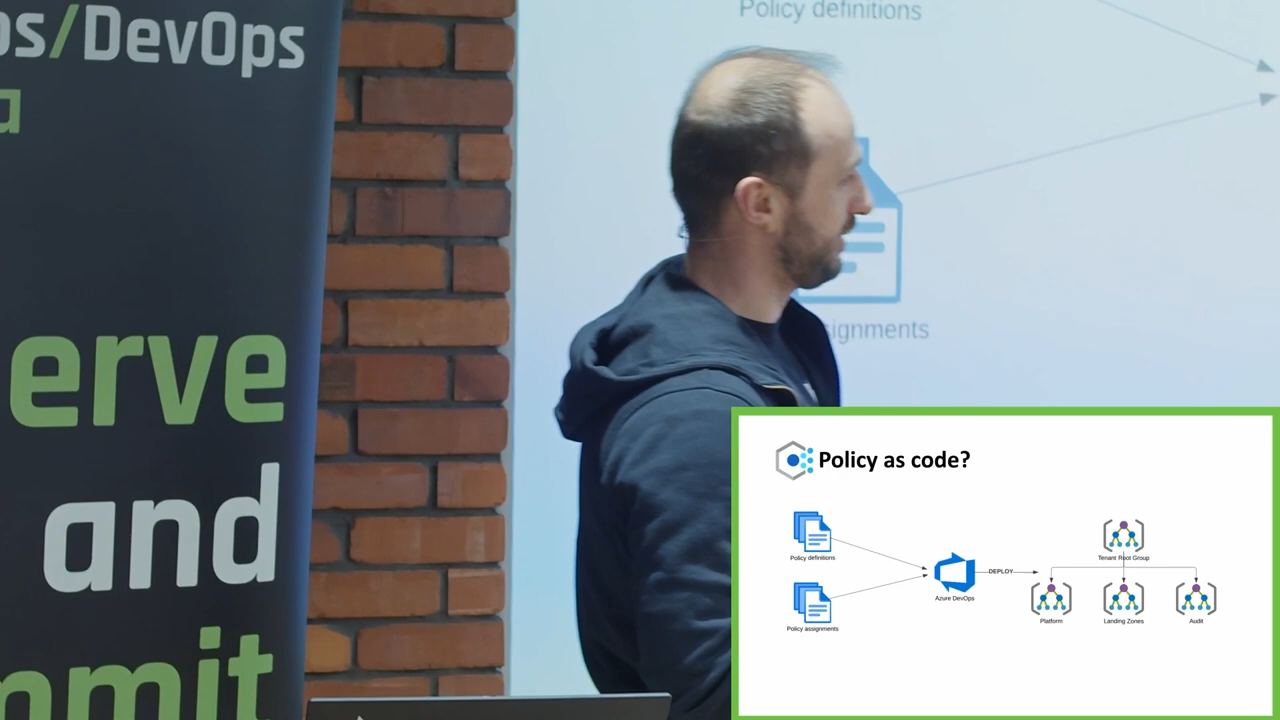 ps/DevOps
a
erve
and
mmit
Policy definitions
signments
Policy as code?
Policy definitions
Policy assignments
Azure DevOps
DEPLOY
Tenant Root Group
Platform
Landing Zones
Audit